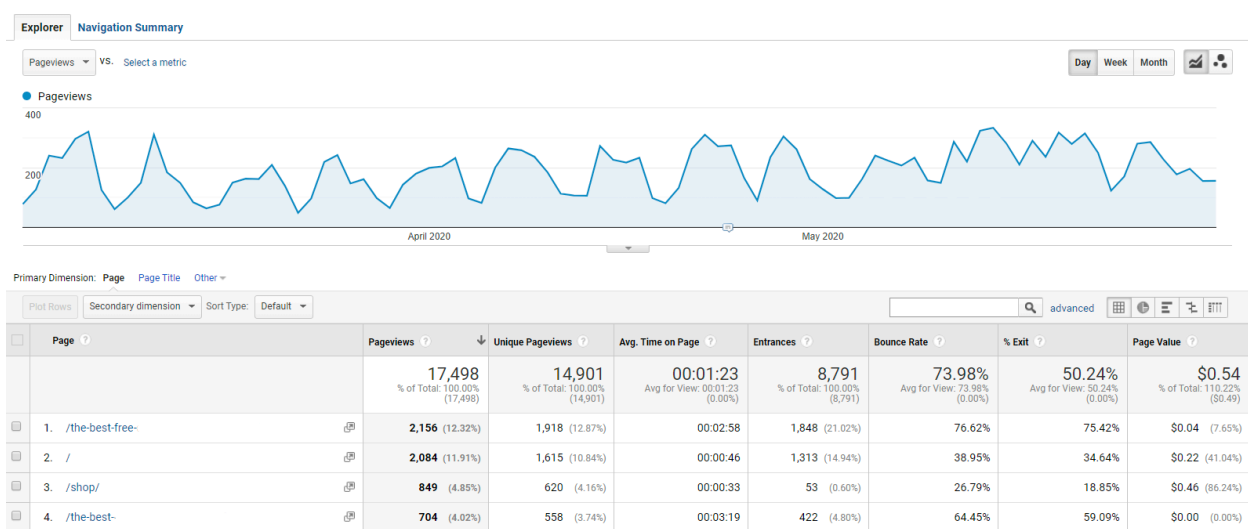 Explorer Navigation Summary
Pageviews VS. Select a metric Day Week Month
Pageviews
400
200
April 2020 May 2020
Primary Dimension: Page Page Title Other
Plot Rows Secondary dimension Sort Type: Default advanced
Page ? Pageviews ? Unique Pageviews ? Avg. Time on Page ? Entrances ? Bounce Rate ? % Exit ? Page Value ?
17,498 14,901 00:01:23 8,791 73.98% 50.24% $0.54
% of Total: 100.00% % of Total: 100.00% Avg for View: 00:01:23 % of Total: 100.00% Avg for View: 73.98% Avg for View: 50.24% % of Total: 110.22%
(17,498) (14,901) (0.00%) (8,791) (0.00%) (0.00%) ($0.49)
1. /the-best-free- 2,156 (12.32%) 1,918 (12.87%) 00:02:58 1,848 (21.02%) 76.62% 75.42% $0.04 (7.65%)
2. / 2,084 (11.91%) 1,615 (10.84%) 00:00:46 1,313 (14.94%) 38.95% 34.64% $0.22 (41.04%)
3. /shop/ 849 (4.85%) 620 (4.16%) 00:00:33 53 (0.60%) 26.79% 18.85% $0.46 (86.24%)
4. /the-best- 704 (4.02%) 558 (3.74%) 00:03:19 422 (4.80%) 64.45% 59.09% $0.00 (0.00%)